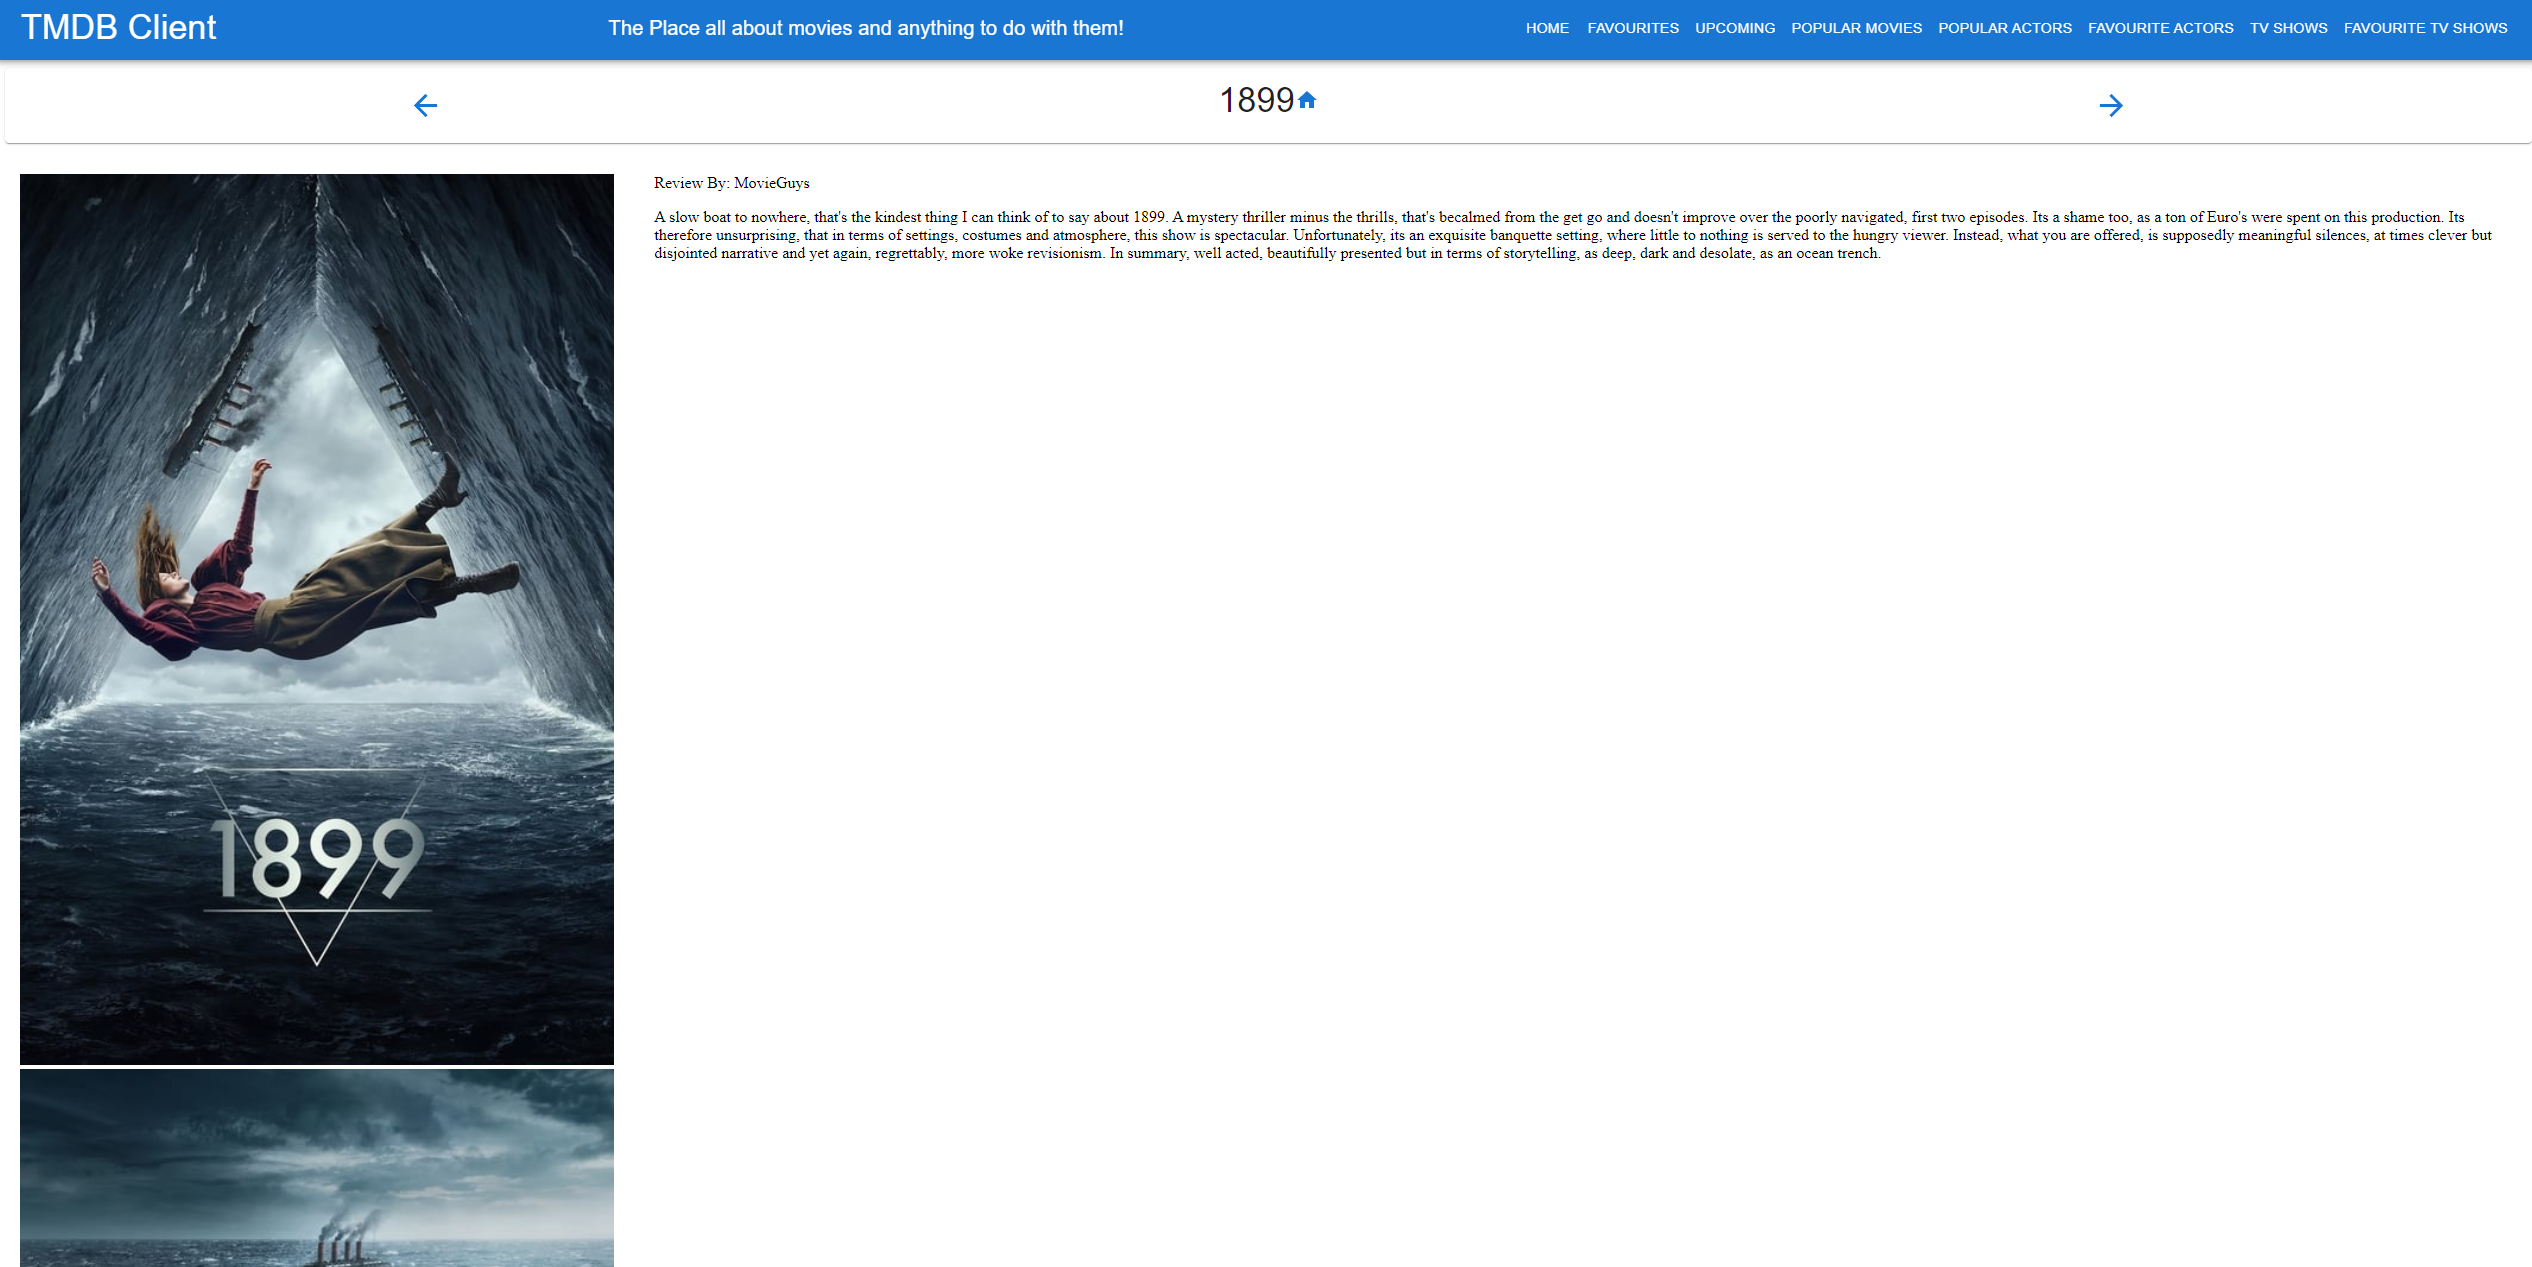 TMDB Client
The Place all about movies and anything to do with them!
HOME FAVOURITES UPCOMING POPULAR MOVIES POPULAR ACTORS FAVOURITE ACTORS TV SHOWS FAVOURITE TV SHOWS
1899
Review By: MovieGuys
A slow boat to nowhere, that's the kindest thing I can think of to say about 1899. A mystery thriller minus the thrills, that's becalmed from the get go and doesn't improve over the poorly navigated, first two episodes. Its a shame too, as a ton of Euro's were spent on this production. Its
therefore unsurprising, that in terms of settings, costumes and atmosphere, this show is spectacular. Unfortunately, its an exquisite banquette setting, where little to nothing is served to the hungry viewer. Instead, what you are offered, is supposedly meaningful silences, at times clever but
disjointed narrative and yet again, regrettably, more woke revisionism. In summary, well acted, beautifully presented but in terms of storytelling, as deep, dark and desolate, as an ocean trench.
1899